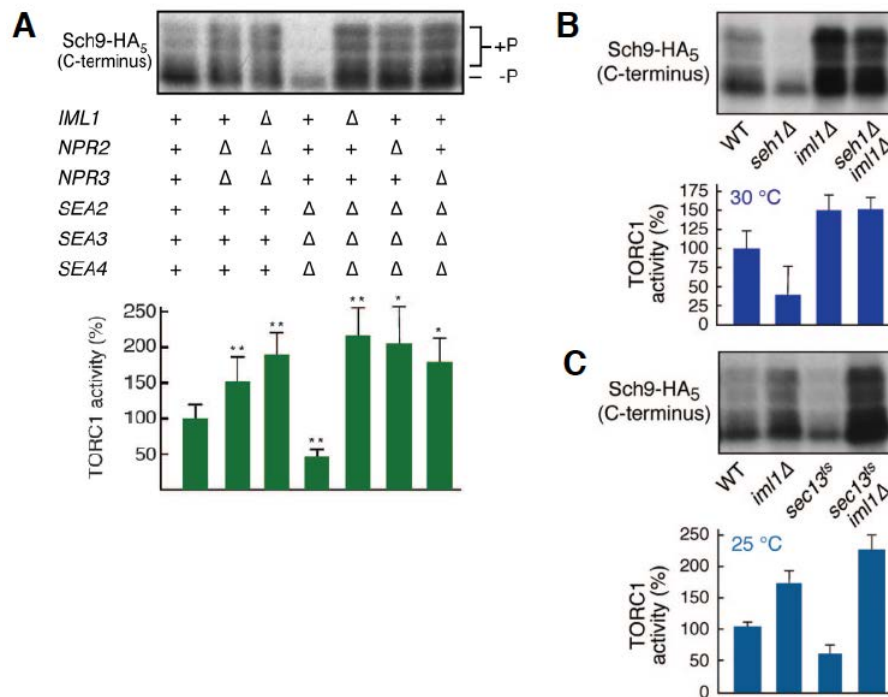 A
Sch9-HA5
(C-terminus)
+P
-P
IML1 + + Δ + Δ + +
NPR2 + Δ Δ + + Δ +
NPR3 + Δ Δ + + + Δ
SEA2 + + + Δ Δ Δ Δ
SEA3 + + + Δ Δ Δ Δ
SEA4 + + + Δ Δ Δ Δ
TORC1 activity (%)
250
200
150
100
50
** ** ** ** * *
B
Sch9-HA5
(C-terminus)
WT seh1Δ iml1Δ seh1Δ iml1Δ
30 °C
TORC1
activity (%)
175
150
125
100
75
50
25
0
C
Sch9-HA5
(C-terminus)
WT iml1Δ sec13ts sec13ts iml1Δ
25 °C
TORC1
activity (%)
250
200
150
100
50
0